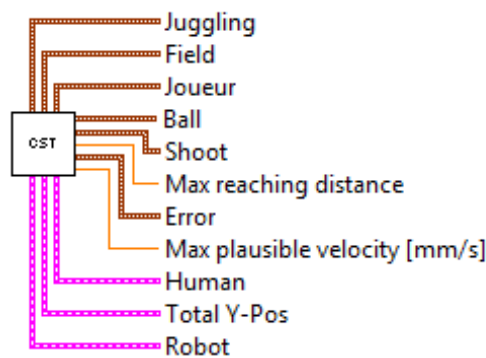 Juggling
Field
Joueur
Ball
CST
Shoot
Max reaching distance
Error
Max plausible velocity [mm/s]
Human
Total Y-Pos
Robot